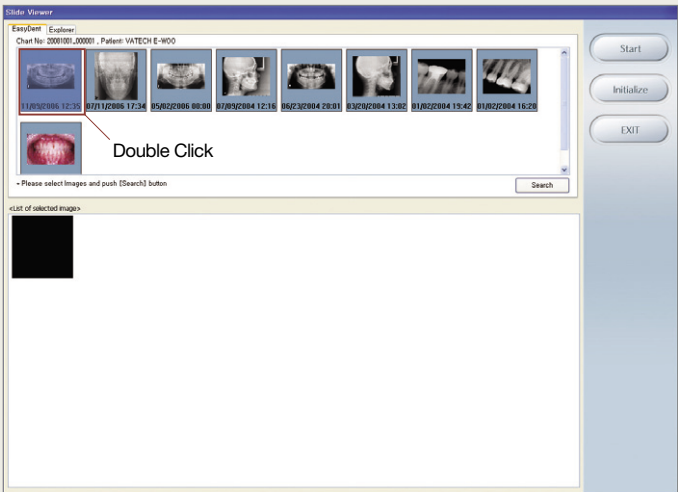 Slide Viewer
EasyDent Explorer
Chart No: 20081001_000001 , Patient: VATECH E-WOO
11/09/2006 12:35 07/11/2006 17:34 05/02/2006 00:00 07/09/2004 12:16 06/23/2004 20:01 03/20/2004 13:02 01/02/2004 19:42 01/02/2004 16:20
Double Click
- Please select Images and push [Search] button
Search
<List of selected image>
Start
Initialize
EXIT